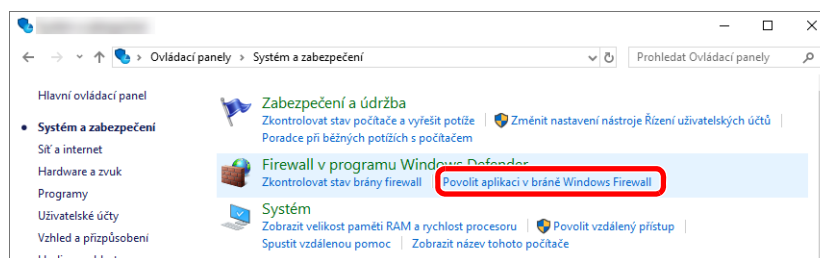 Ovládací panely > Systém a zabezpečení
Prohledat Ovládací panely
Hlavní ovládací panel
Systém a zabezpečení
Síť a internet
Hardware a zvuk
Programy
Uživatelské účty
Vzhled a přizpůsobení
Zabezpečení a údržba
Zkontrolovat stav počítače a vyřešit potíže
Změnit nastavení nástroje Řízení uživatelských účtů
Poradce při běžných potížích s počítačem
Firewall v programu Windows Defender
Zkontrolovat stav brány firewall
Povolit aplikaci v bráně Windows Firewall
Systém
Zobrazit velikost paměti RAM a rychlost procesoru
Povolit vzdálený přístup
Spustit vzdálenou pomoc
Zobrazit název tohoto počítače